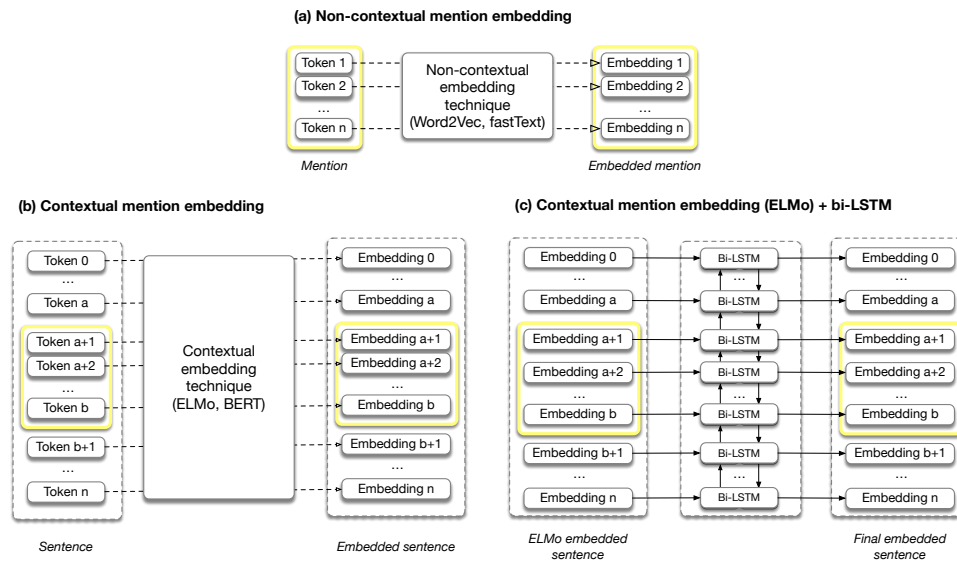 (a) Non-contextual mention embedding
Token 1
Token 2
...
Token n
Mention
Non-contextual
embedding
technique
(Word2Vec, fastText)
Embedding 1
Embedding 2
...
Embedding n
Embedded mention
(b) Contextual mention embedding
Token 0
...
Token a
Token a+1
Token a+2
...
Token b
Token b+1
...
Token n
Sentence
Contextual
embedding
technique
(ELMo, BERT)
Embedding 0
...
Embedding a
Embedding a+1
Embedding a+2
...
Embedding b
Embedding b+1
...
Embedding n
Embedded sentence
(c) Contextual mention embedding (ELMo) + bi-LSTM
Embedding 0
...
Embedding a
Embedding a+1
Embedding a+2
...
Embedding b
Embedding b+1
...
Embedding n
ELMo embedded
sentence
Bi-LSTM
...
Bi-LSTM
Bi-LSTM
Bi-LSTM
...
Bi-LSTM
Bi-LSTM
...
Bi-LSTM
Embedding 0
...
Embedding a
Embedding a+1
Embedding a+2
...
Embedding b
Embedding b+1
...
Embedding n
Final embedded
sentence